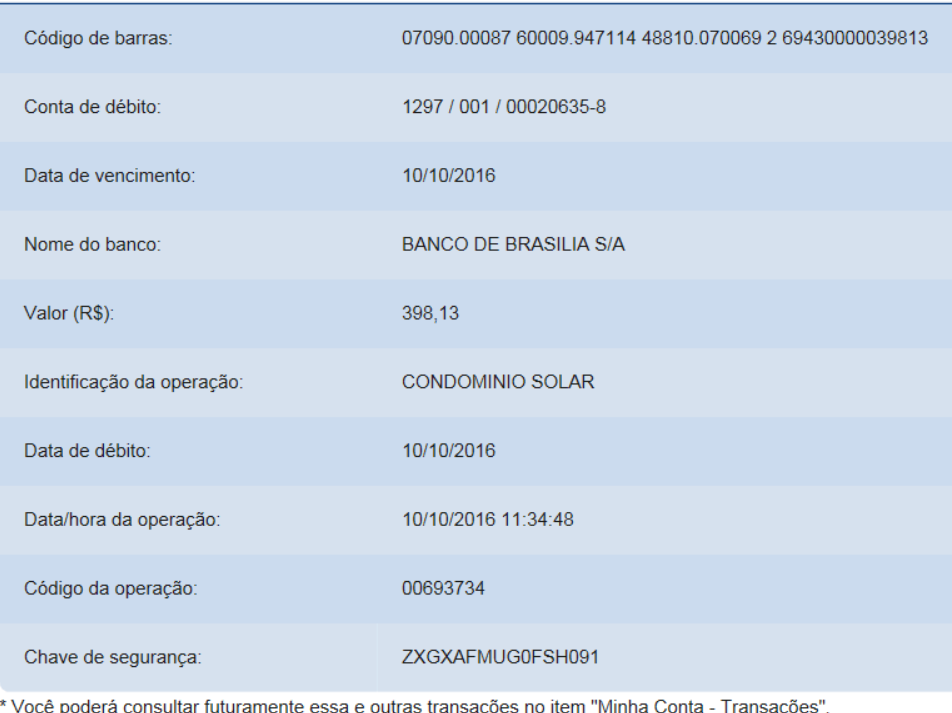 Código de barras: 07090.00087 60009.947114 48810.070069 2 69430000039813
Conta de débito: 1297 / 001 / 00020635-8
Data de vencimento: 10/10/2016
Nome do banco: BANCO DE BRASILIA S/A
Valor (R$): 398,13
Identificação da operação: CONDOMINIO SOLAR
Data de débito: 10/10/2016
Data/hora da operação: 10/10/2016 11:34:48
Código da operação: 00693734
Chave de segurança: ZXGXAFMUG0FSH091
* Você poderá consultar futuramente essa e outras transações no item "Minha Conta - Transações".